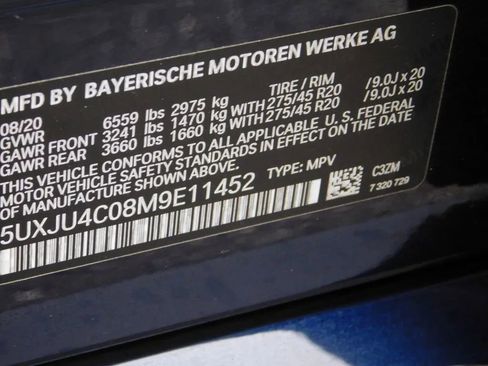 MFD BY BAYERISCHE MOTOREN WERKE AG
08/20 TIRE / RIM
GVWR 6559 lbs 2975 kg
GAWR FRONT 3241 lbs 1470 kg WITH 275/45 R20 / 9.0J x 20
GAWR REAR 3660 lbs 1660 kg WITH 275/45 R20 / 9.0J x 20
THIS VEHICLE CONFORMS TO ALL APPLICABLE U. S. FEDERAL
MOTOR VEHICLE SAFETY STANDARDS IN EFFECT ON THE DATE
OF MANUFACTURE SHOWN ABOVE.
5UXJU4C08M9E11452 TYPE: MPV C3ZM
7 320 729